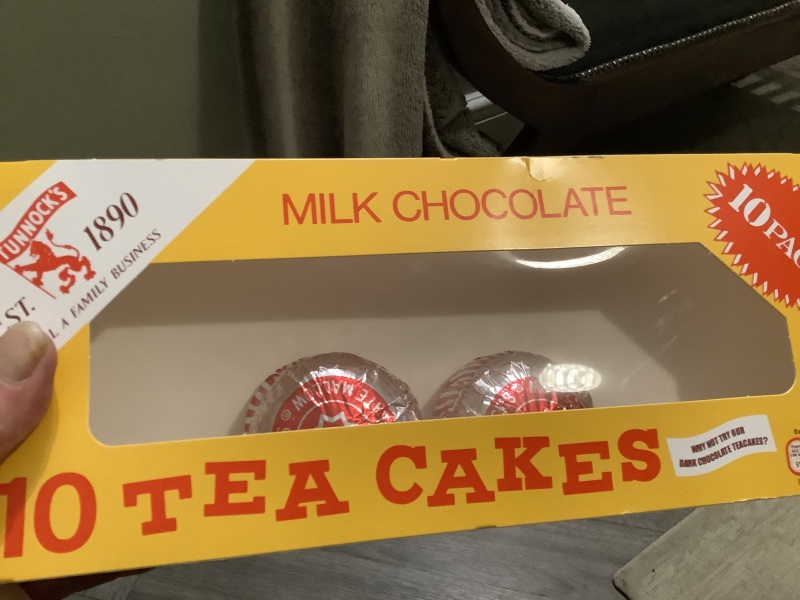 TUNNOCK'S
1890
ST.
L A FAMILY BUSINESS
MILK CHOCOLATE
10 PAC
10 TEA CAKES
WHY NOT TRY OUR
DARK CHOCOLATE TEACAKES?